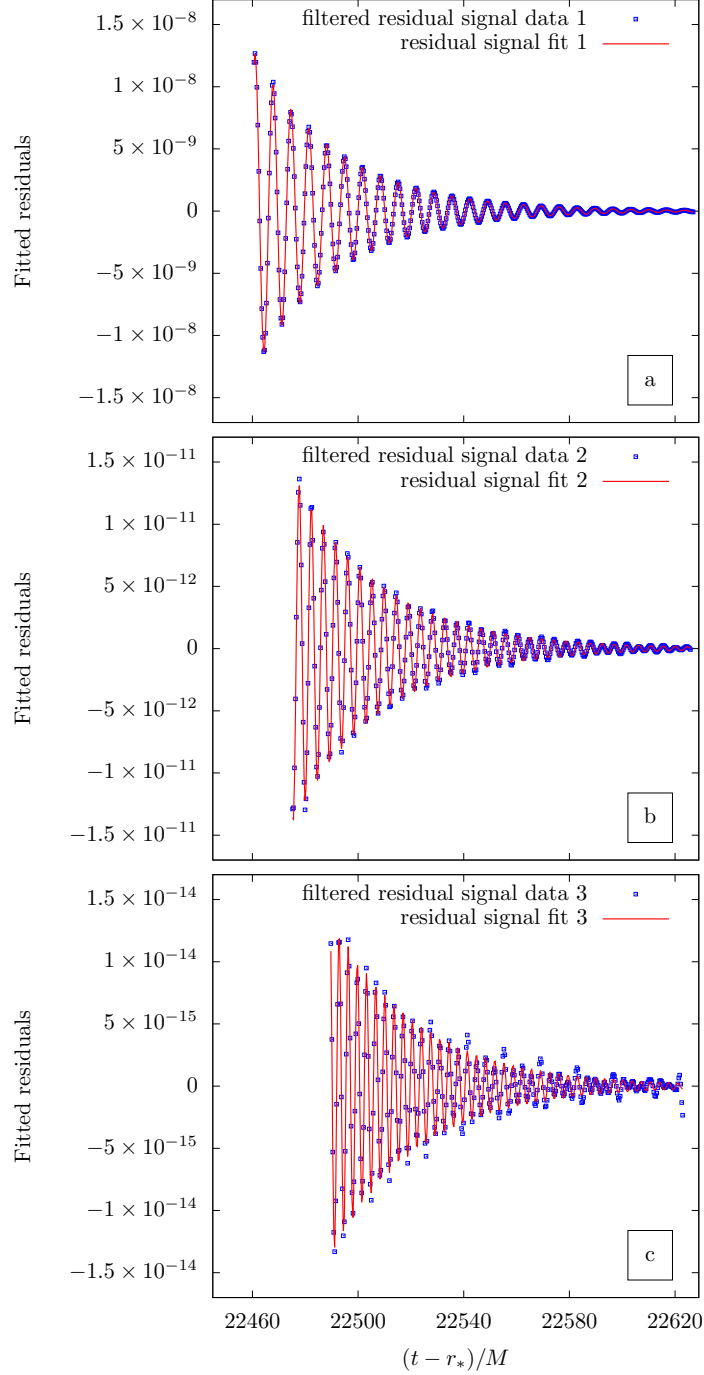 filtered residual signal data 1
residual signal fit 1
Fitted residuals
1.5 × 10⁻⁸
1 × 10⁻⁸
5 × 10⁻⁹
0
−5 × 10⁻⁹
−1 × 10⁻⁸
−1.5 × 10⁻⁸
a
filtered residual signal data 2
residual signal fit 2
Fitted residuals
1.5 × 10⁻¹¹
1 × 10⁻¹¹
5 × 10⁻¹²
0
−5 × 10⁻¹²
−1 × 10⁻¹¹
−1.5 × 10⁻¹¹
b
filtered residual signal data 3
residual signal fit 3
Fitted residuals
1.5 × 10⁻¹⁴
1 × 10⁻¹⁴
5 × 10⁻¹⁵
0
−5 × 10⁻¹⁵
−1 × 10⁻¹⁴
−1.5 × 10⁻¹⁴
c
22460 22500 22540 22580 22620
(t − r⁎)/M